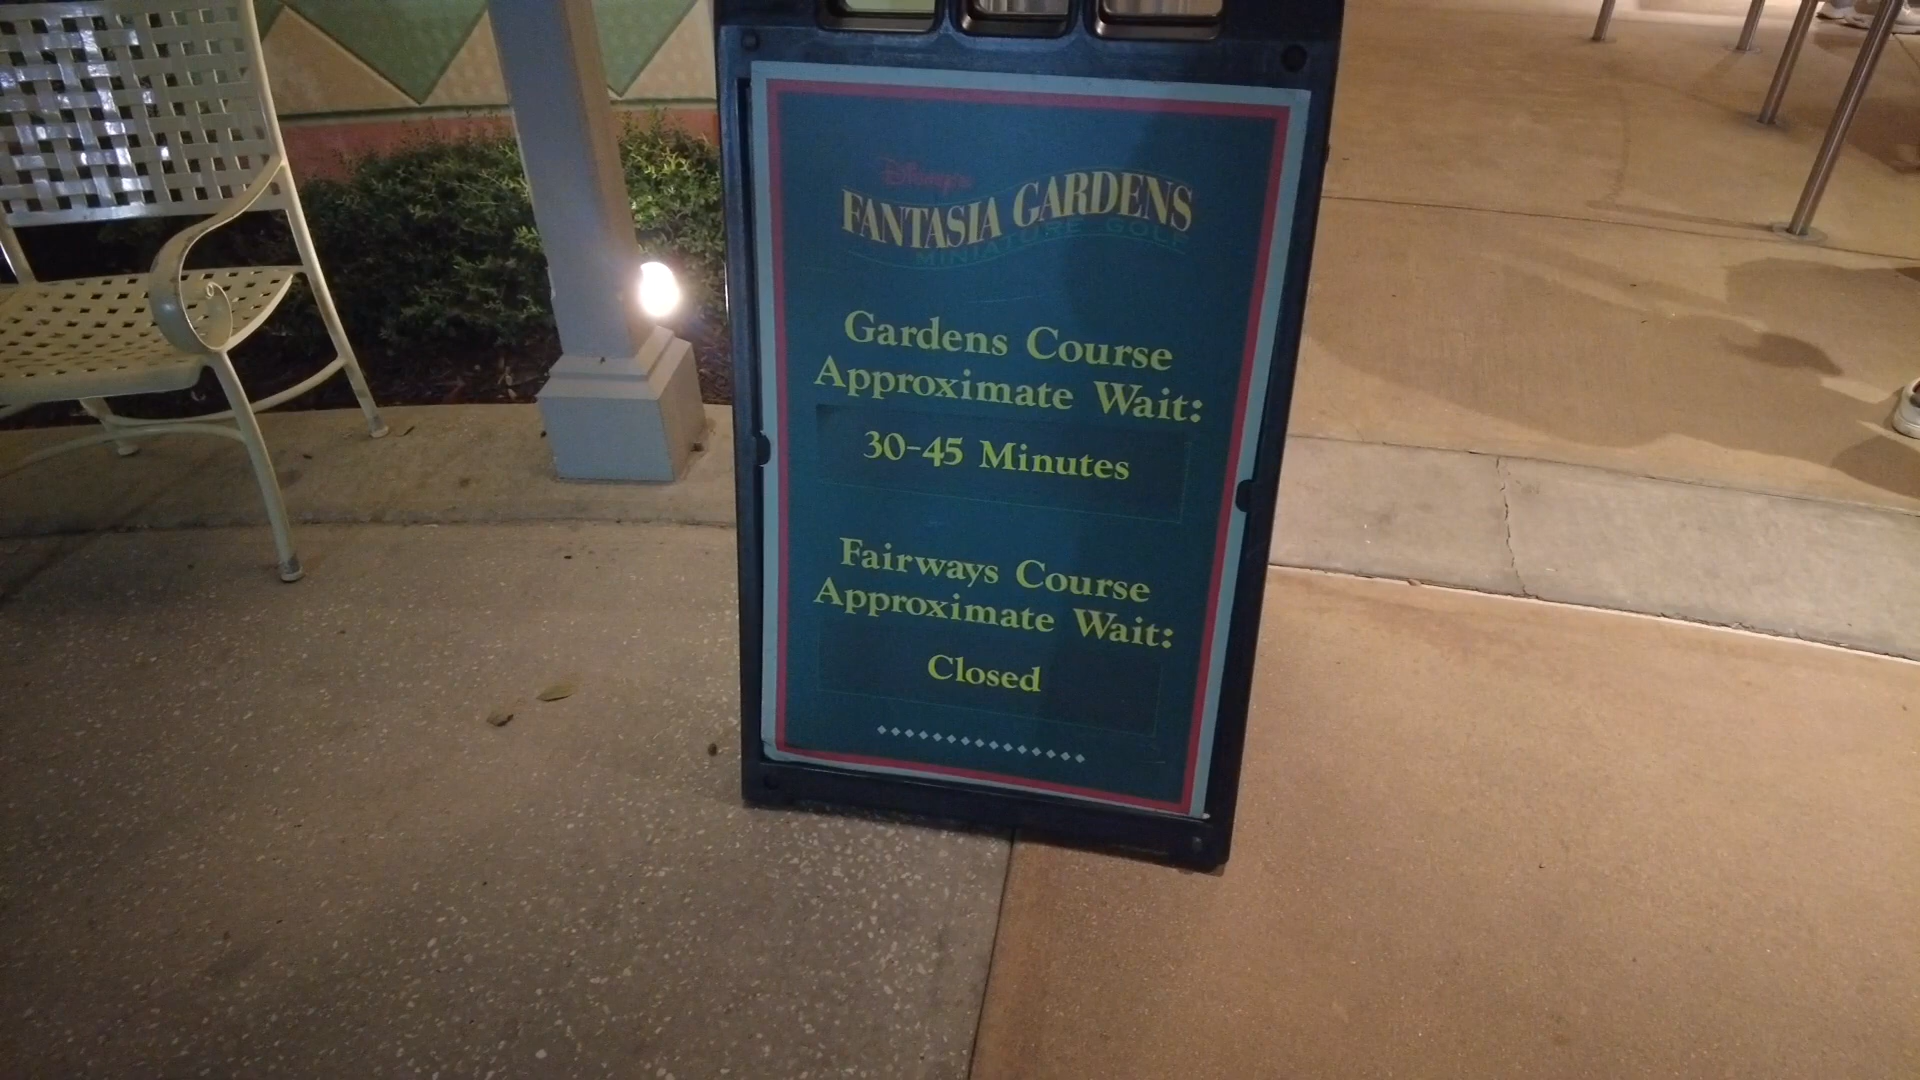 Disney's
FANTASIA GARDENS
MINIATURE GOLF
Gardens Course
Approximate Wait:
30-45 Minutes
Fairways Course
Approximate Wait:
Closed